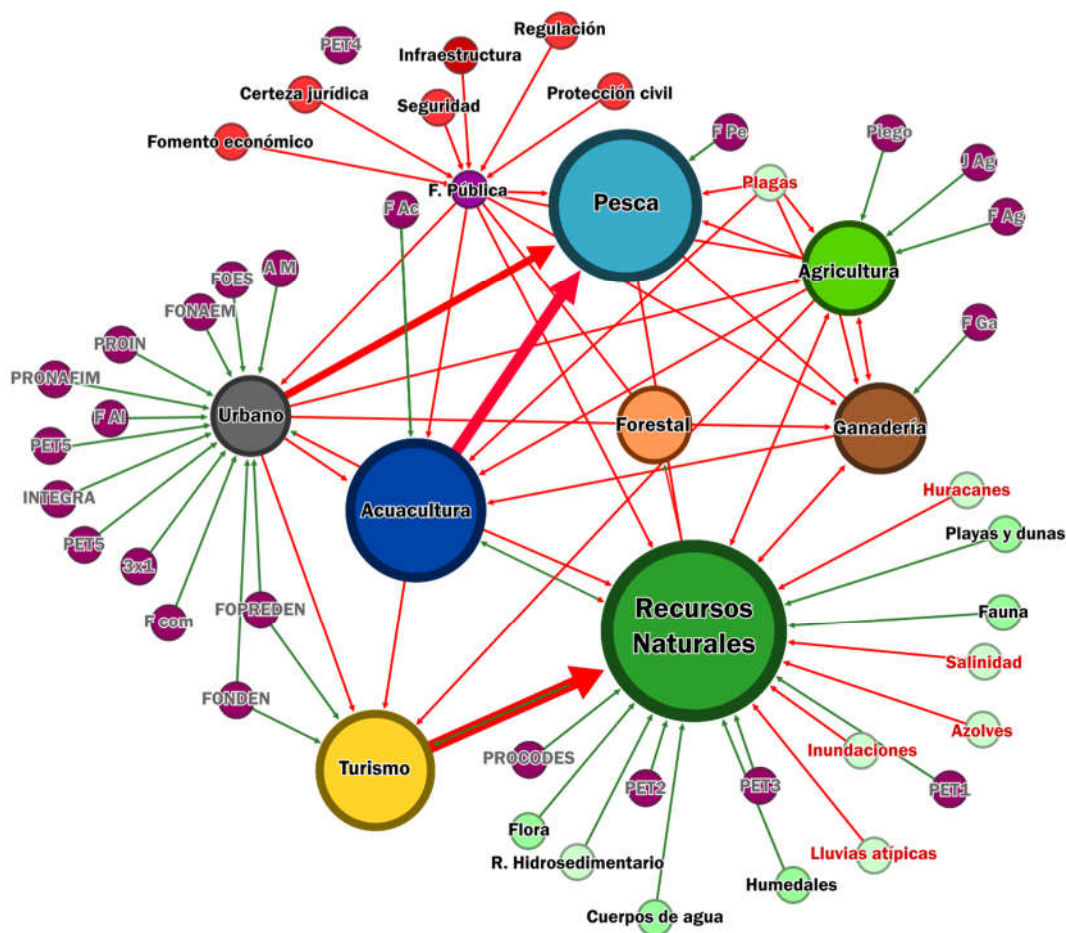 Regulación
PET4
Infraestructura
Certeza jurídica
Seguridad
Protección civil
Fomento económico
F Pe
Plego
J Ag
Plagas
F. Pública
F Ac
Pesca
F Ag
A M
FOES
Agricultura
FONAEM
F Ga
PROIN
PRONAFIM
Urbano
F AI
Forestal
Ganadería
PET5
INTEGRA
Huracanes
Acuacultura
Playas y dunas
PET5
3x1
Recursos
Naturales
FOPREDEN
Fauna
F com
Salinidad
FONDEN
Azolves
Inundaciones
PROCODES
Turismo
PET2
PET3
PET1
Flora
R. Hidrosedimentario
Lluvias atípicas
Humedales
Cuerpos de agua